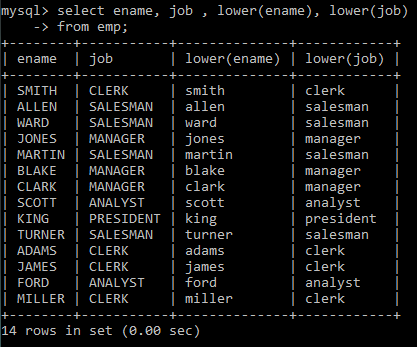 mysql> select ename, job , lower(ename), lower(job)
    -> from emp;
+--------+-----------+--------------+------------+
| ename  | job       | lower(ename) | lower(job) |
+--------+-----------+--------------+------------+
| SMITH  | CLERK     | smith        | clerk      |
| ALLEN  | SALESMAN  | allen        | salesman   |
| WARD   | SALESMAN  | ward         | salesman   |
| JONES  | MANAGER   | jones        | manager    |
| MARTIN | SALESMAN  | martin       | salesman   |
| BLAKE  | MANAGER   | blake        | manager    |
| CLARK  | MANAGER   | clark        | manager    |
| SCOTT  | ANALYST   | scott        | analyst    |
| KING   | PRESIDENT | king         | president  |
| TURNER | SALESMAN  | turner       | salesman   |
| ADAMS  | CLERK     | adams        | clerk      |
| JAMES  | CLERK     | james        | clerk      |
| FORD   | ANALYST   | ford         | analyst    |
| MILLER | CLERK     | miller       | clerk      |
+--------+-----------+--------------+------------+
14 rows in set (0.00 sec)